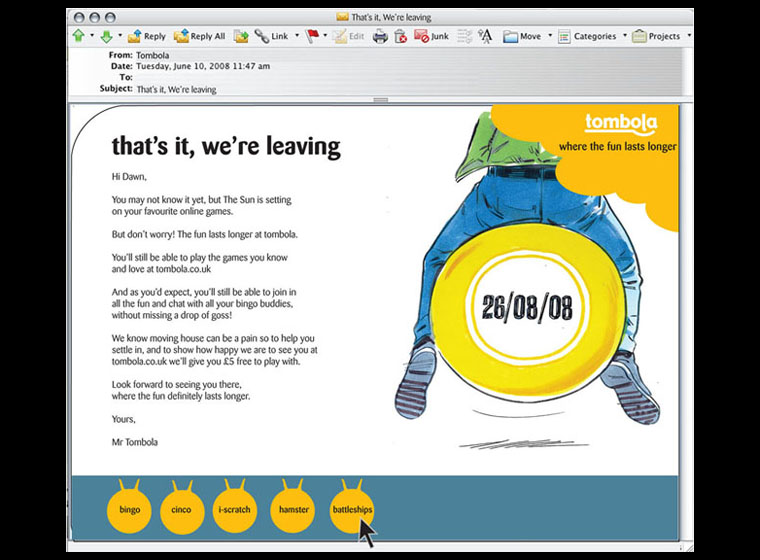 That's it, We're leaving
Reply Reply All Link Edit Junk Move Categories Projects
From: Tombola
Date: Tuesday, June 10, 2008 11:47 am
To:
Subject: That's it, We're leaving
tombola
where the fun lasts longer
that's it, we're leaving
Hi Dawn,
You may not know it yet, but The Sun is setting
on your favourite online games.
But don't worry! The fun lasts longer at tombola.
You'll still be able to play the games you know
and love at tombola.co.uk
And as you'd expect, you'll still be able to join in
all the fun and chat with all your bingo buddies,
without missing a drop of goss!
We know moving house can be a pain so to help you
settle in, and to show how happy we are to see you at
tombola.co.uk we'll give you £5 free to play with.
Look forward to seeing you there,
where the fun definitely lasts longer.
Yours,
Mr Tombola
26/08/08
bingo cinco i-scratch hamster battleships